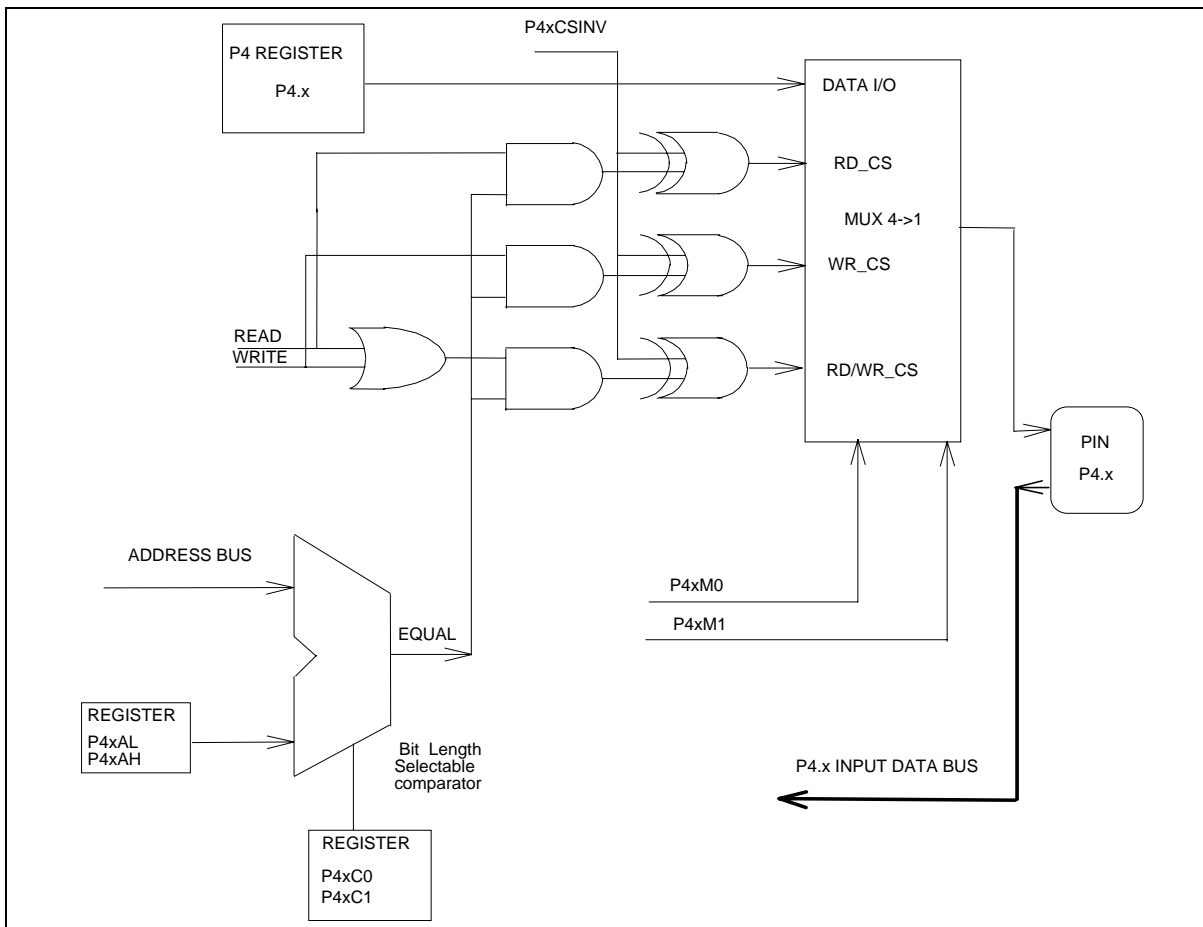 P4xCSINV
P4 REGISTER
P4.x
DATA I/O
RD_CS
MUX 4->1
WR_CS
READ
WRITE
RD/WR_CS
PIN
P4.x
ADDRESS BUS
P4xM0
P4xM1
EQUAL
REGISTER
P4xAL
P4xAH
Bit Length
Selectable
comparator
P4.x INPUT DATA BUS
REGISTER
P4xC0
P4xC1